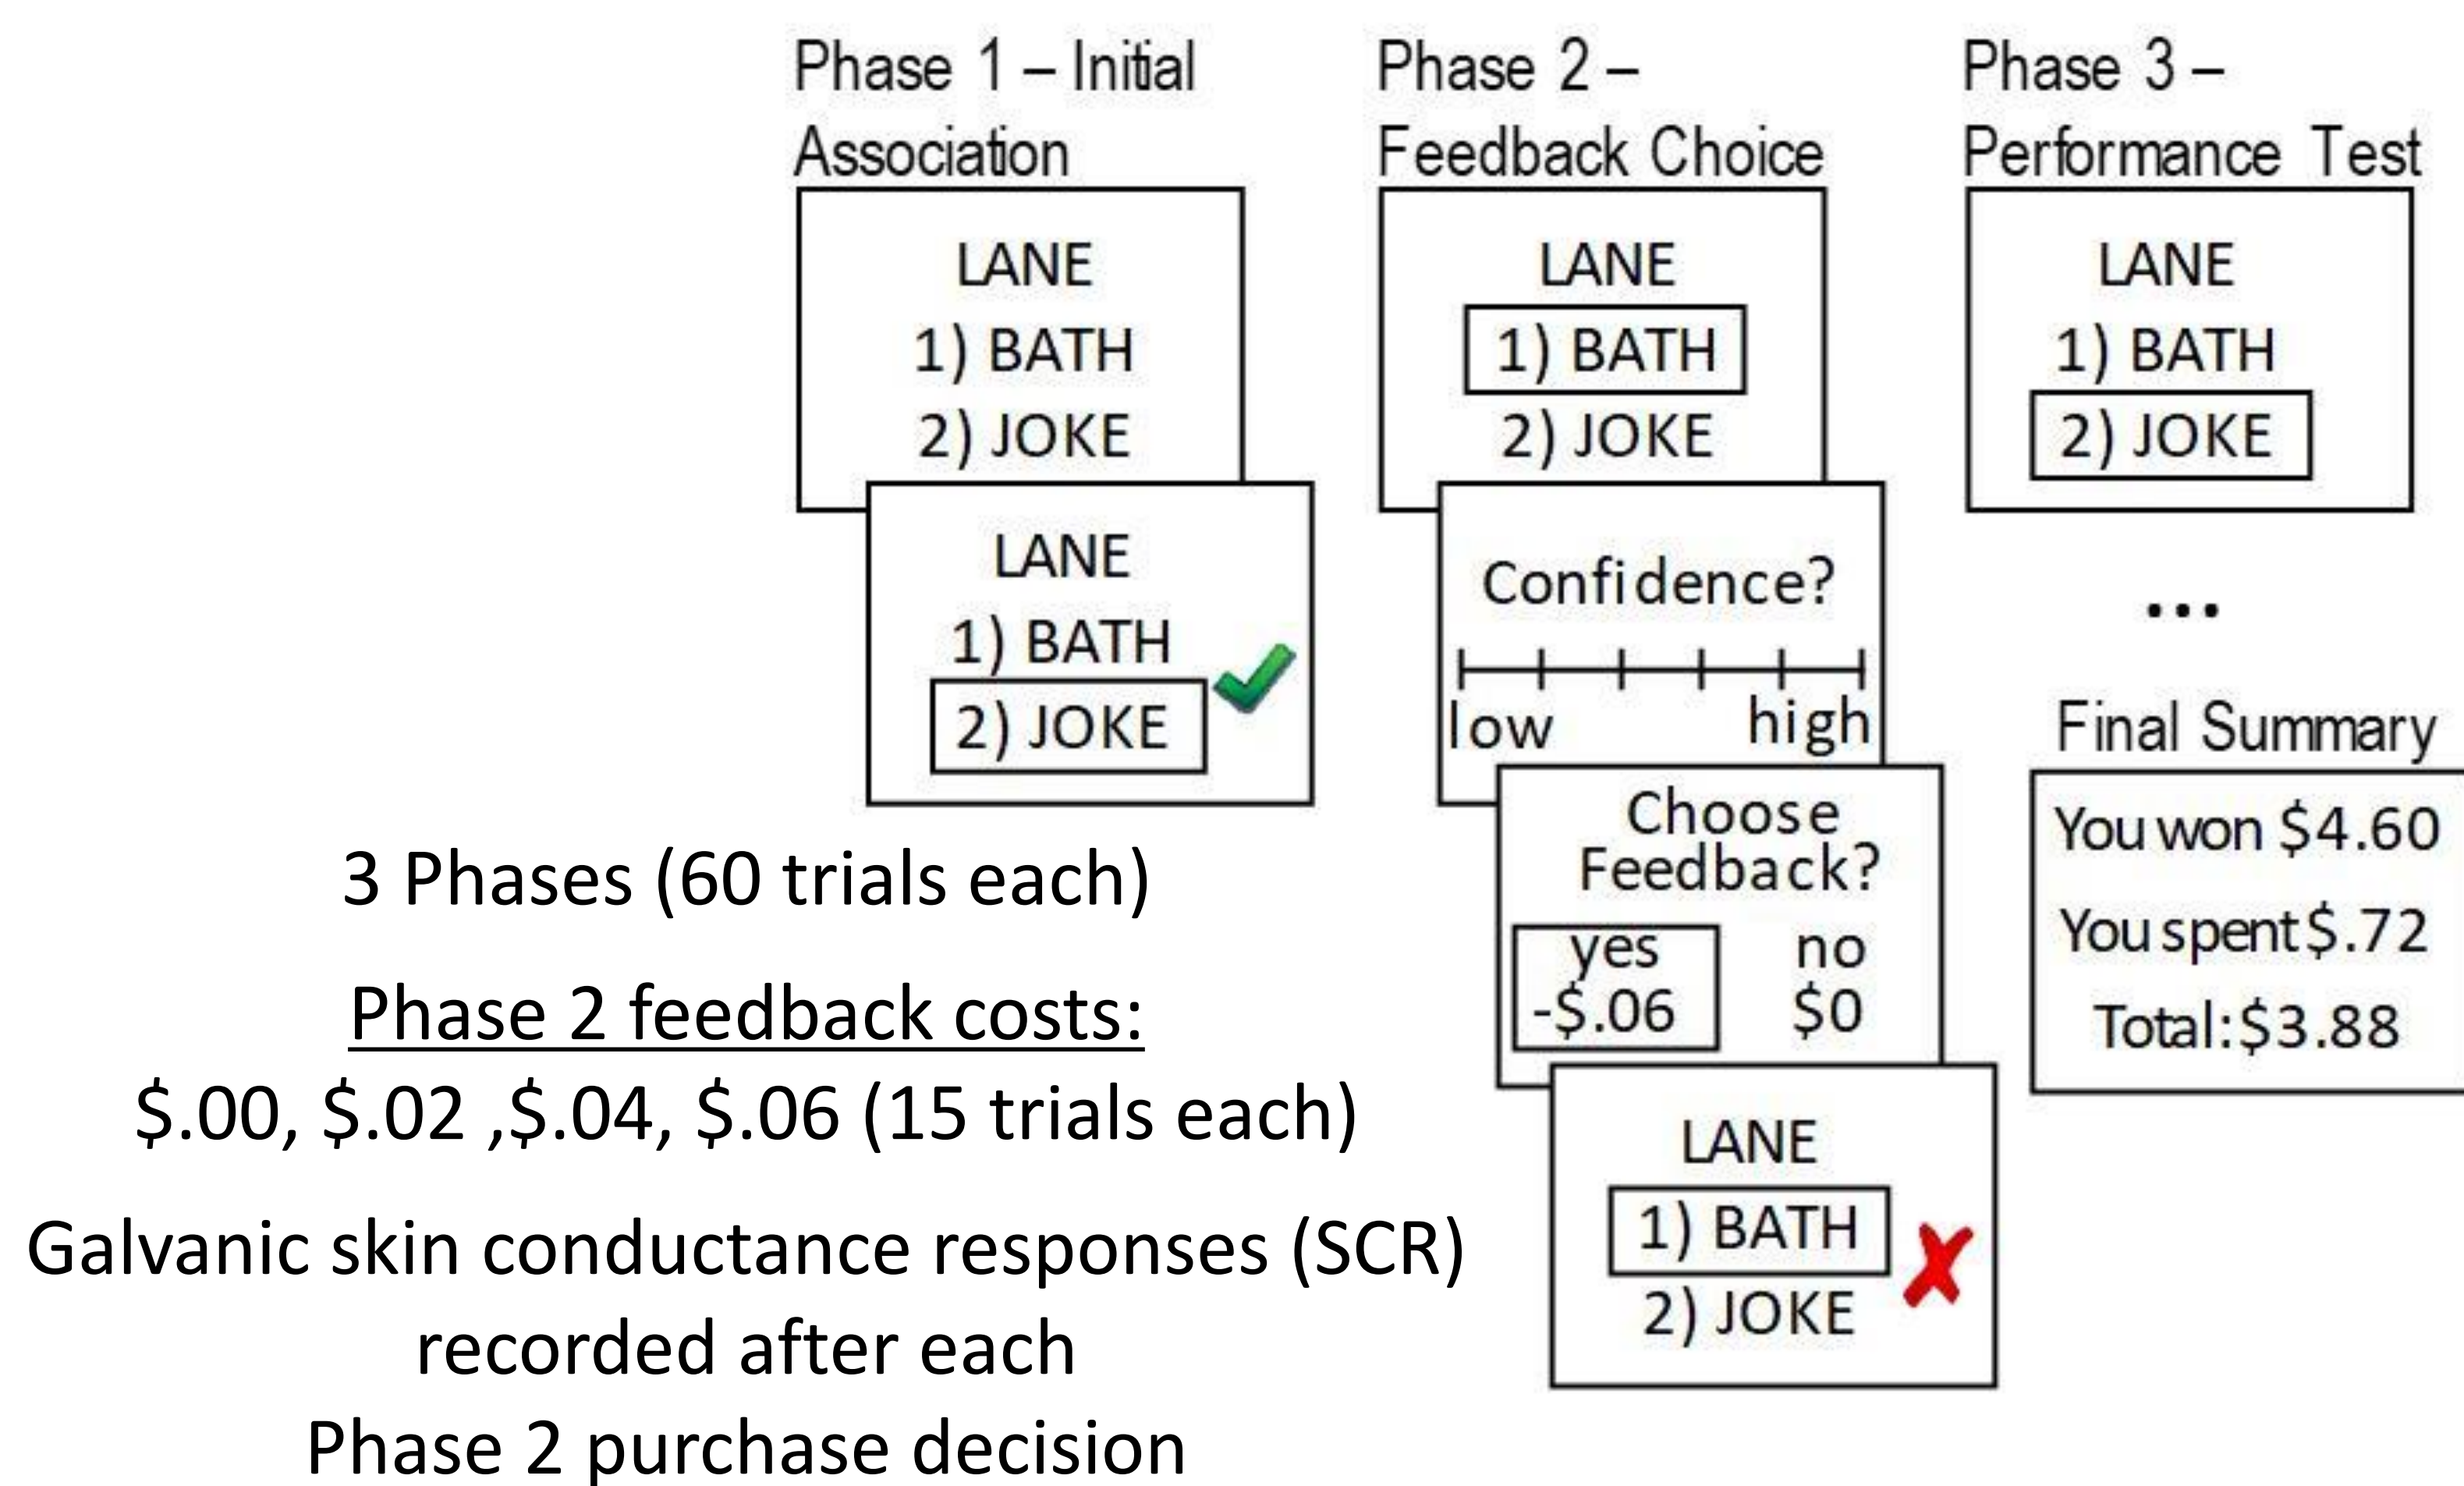 Phase 1 – Initial
Association
LANE
1) BATH
2) JOKE
LANE
1) BATH
2) JOKE
Phase 2 –
Feedback Choice
LANE
1) BATH
2) JOKE
Confidence?
low high
Choose
Feedback?
yes no
-$.06 $0
LANE
1) BATH
2) JOKE
Phase 3 –
Performance Test
LANE
1) BATH
2) JOKE
...
Final Summary
You won $4.60
You spent $.72
Total: $3.88
3 Phases (60 trials each)
Phase 2 feedback costs:
$.00, $.02 ,$.04, $.06 (15 trials each)
Galvanic skin conductance responses (SCR)
recorded after each
Phase 2 purchase decision